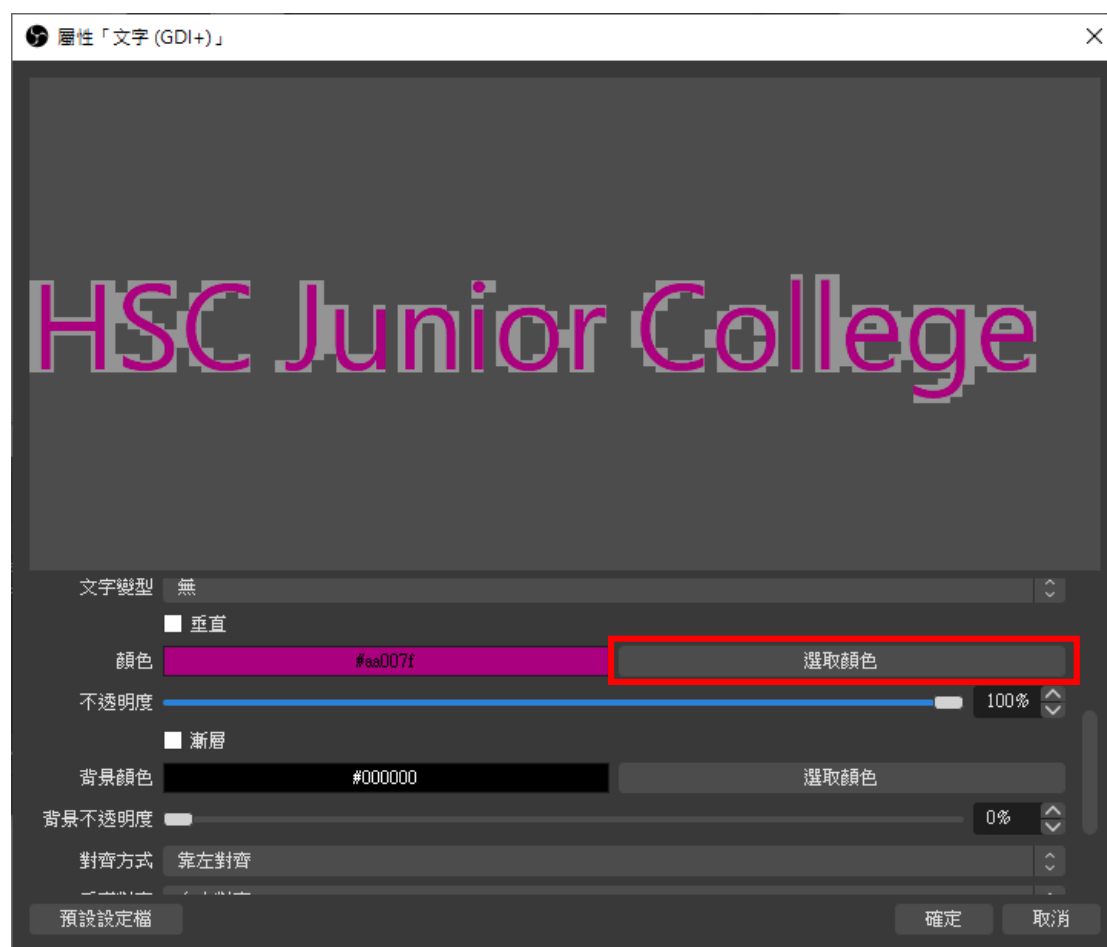 屬性「文字 (GDI+)」
HSC Junior College
文字變型 無
垂直
顏色 #aa007f 選取顏色
不透明度 100%
漸層
背景顏色 #000000 選取顏色
背景不透明度 0%
對齊方式 靠左對齊
預設設定檔 確定 取消